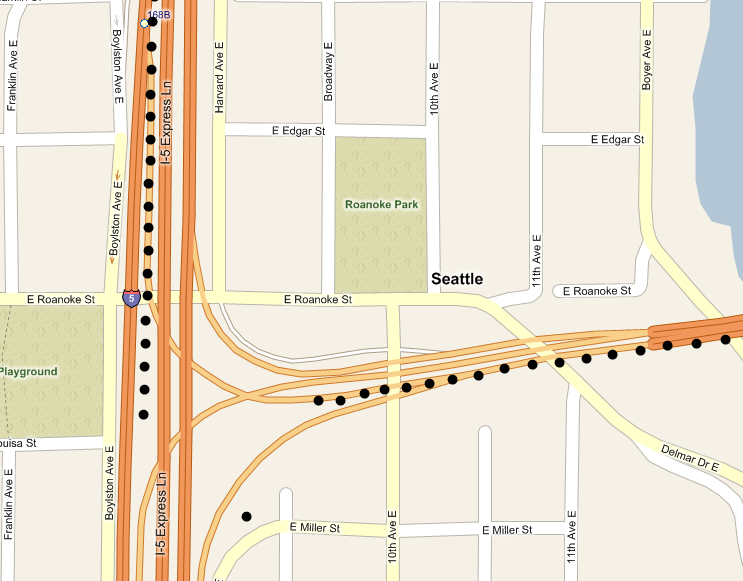 168B
Franklin Ave E
Boylston Ave E
I-5 Express Ln
Harvard Ave E
Broadway E
10th Ave E
Boyer Ave E
E Edgar St
E Edgar St
Roanoke Park
Boylston Ave E
11th Ave E
Seattle
E Roanoke St
5
E Roanoke St
E Roanoke St
Playground
ouisa St
Delmar Dr E
Franklin Ave E
Boylston Ave E
I-5 Express Ln
10th Ave E
11th Ave E
E Miller St
E Miller St